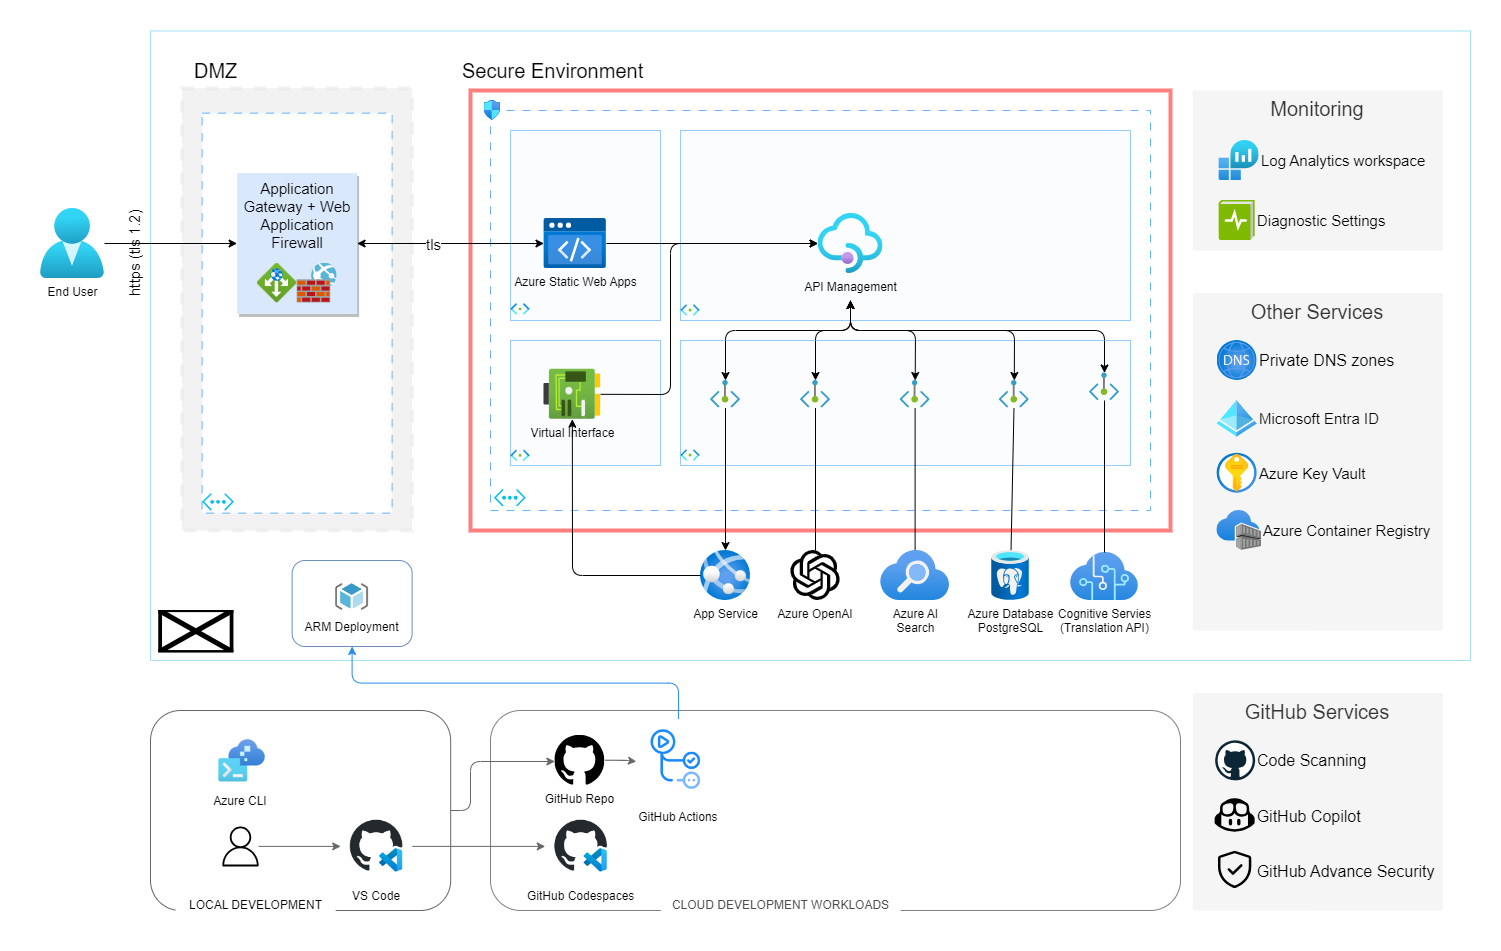 DMZ
Secure Environment
Monitoring
Log Analytics workspace
Diagnostic Settings
Application
Gateway + Web
Application
Firewall
End User
https (tls 1.2)
tls
Azure Static Web Apps
API Management
Virtual Interface
Other Services
DNS
Private DNS zones
Microsoft Entra ID
Azure Key Vault
Azure Container Registry
App Service
Azure OpenAI
Azure AI
Search
Azure Database
PostgreSQL
Cognitive Servies
(Translation API)
ARM Deployment
GitHub Services
Code Scanning
GitHub Copilot
GitHub Advance Security
Azure CLI
VS Code
LOCAL DEVELOPMENT
GitHub Repo
GitHub Actions
GitHub Codespaces
CLOUD DEVELOPMENT WORKLOADS